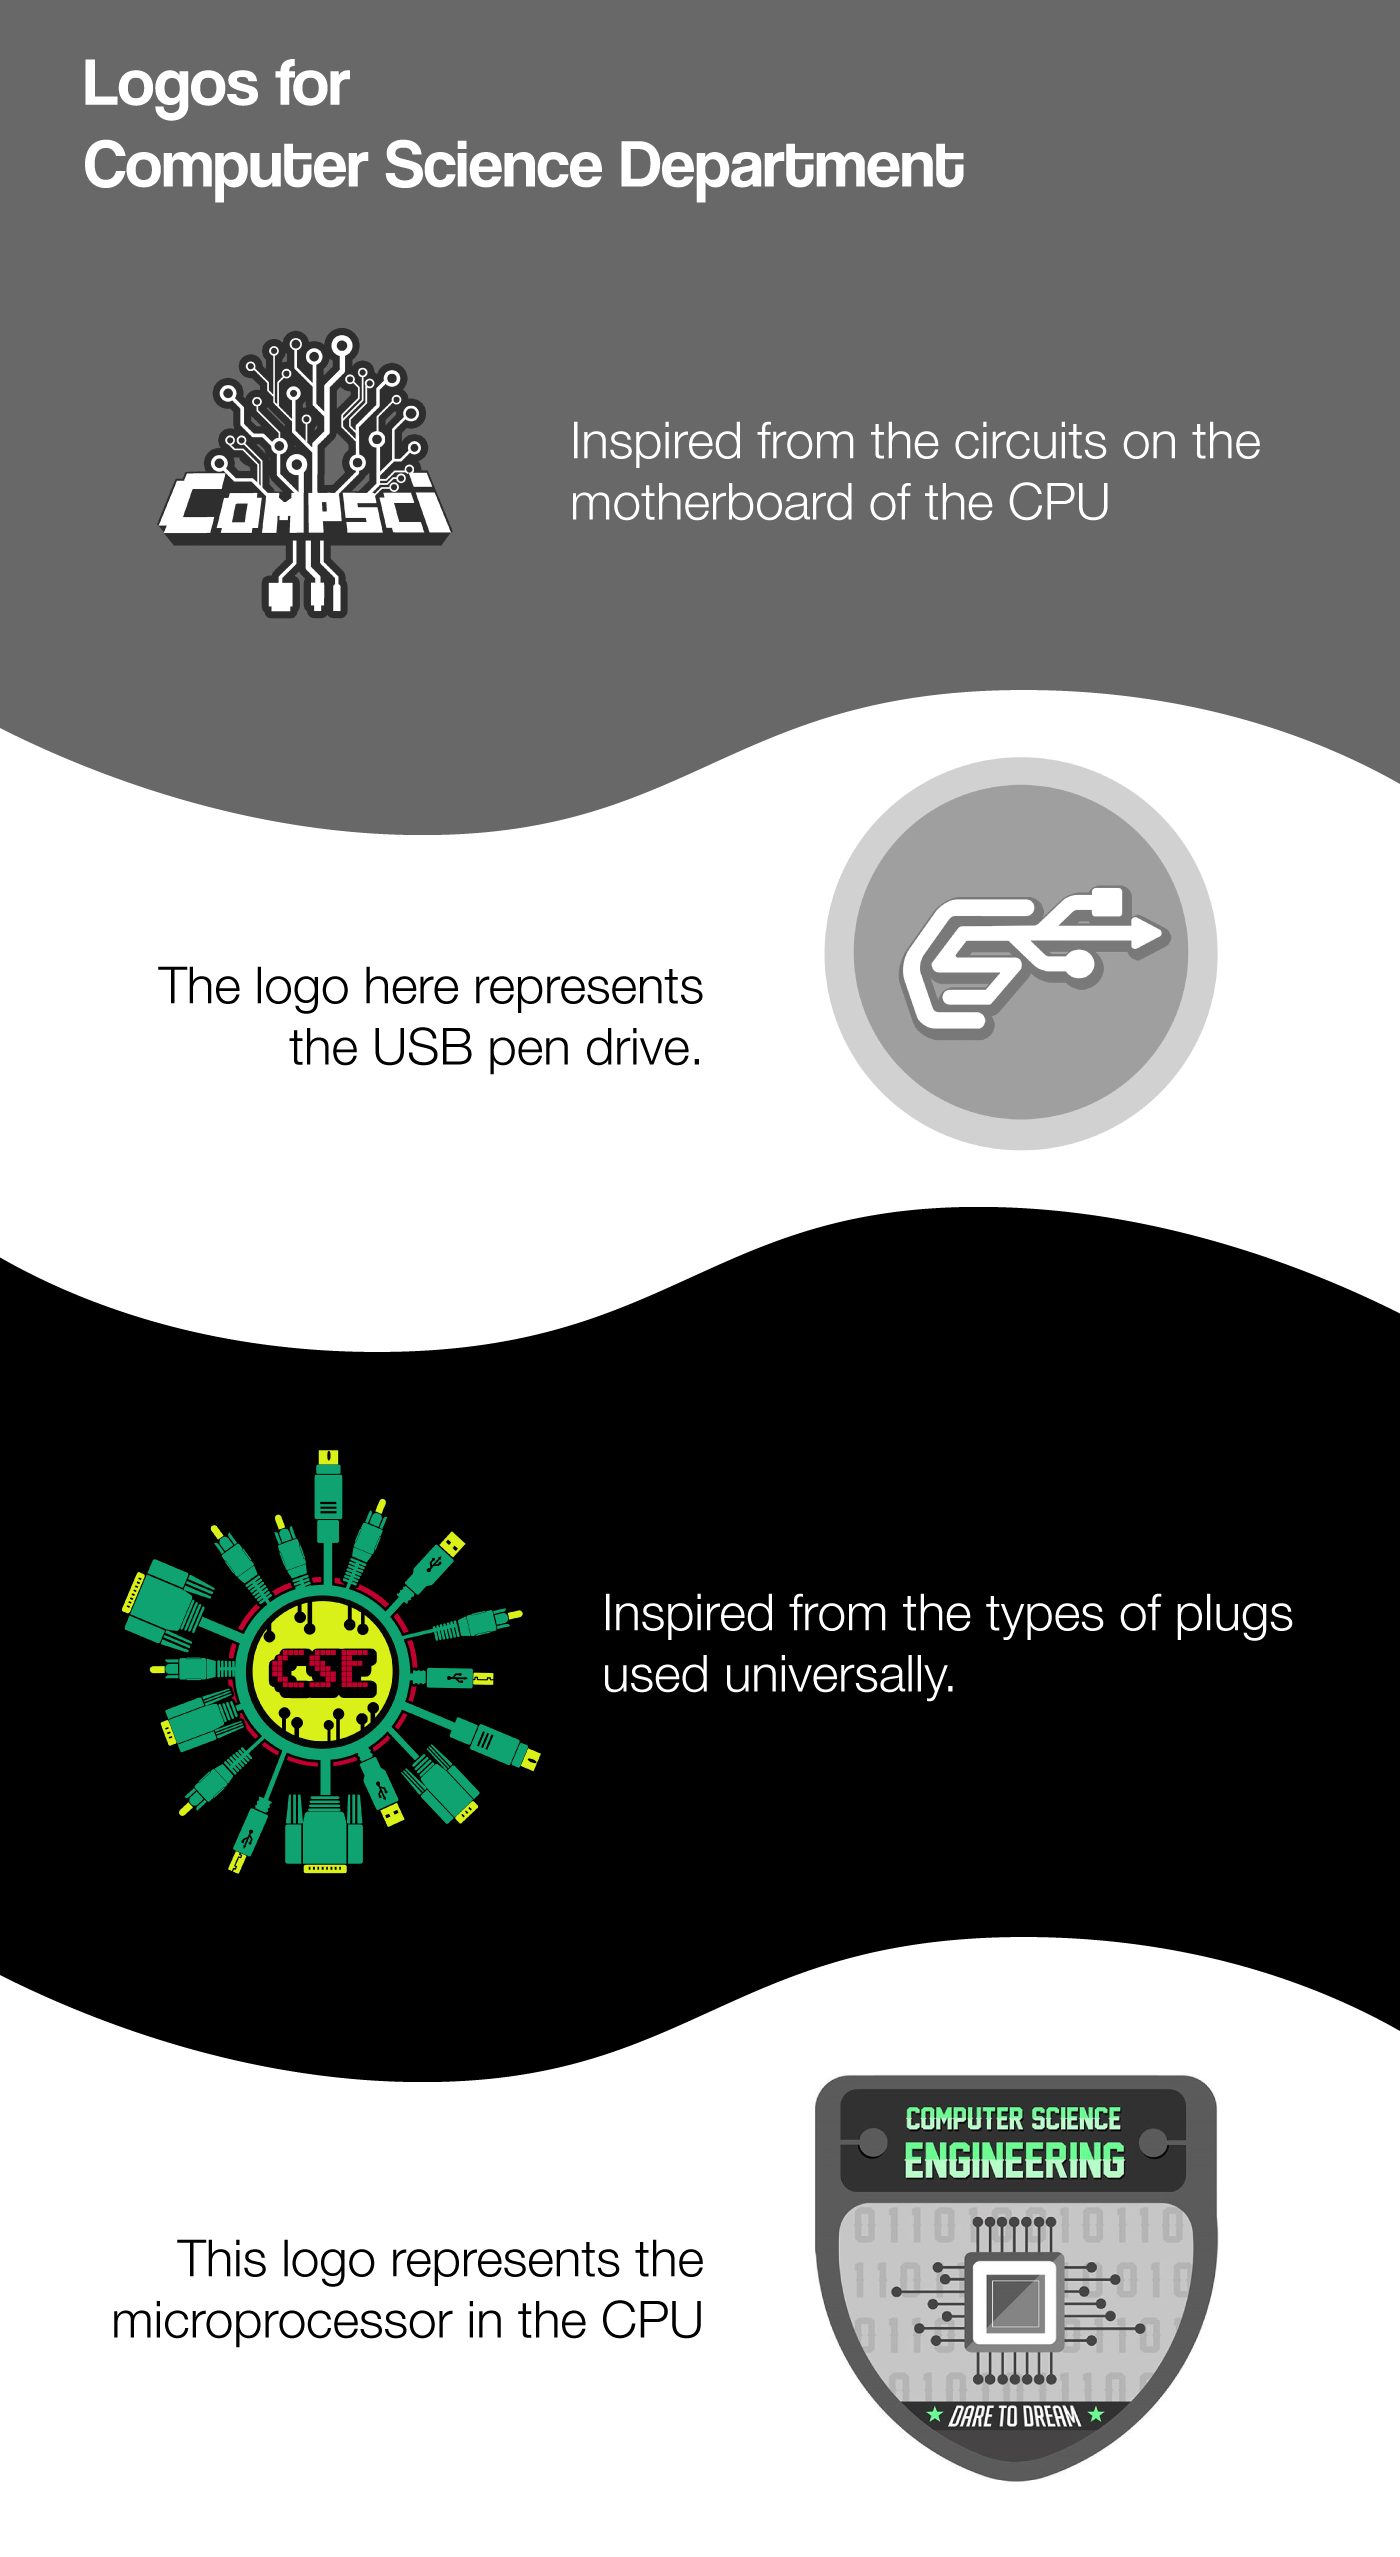 Logos for
Computer Science Department
COMPSCI
Inspired from the circuits on the
motherboard of the CPU
CS
The logo here represents
the USB pen drive.
CSE
Inspired from the types of plugs
used universally.
COMPUTER SCIENCE
ENGINEERING
This logo represents the
microprocessor in the CPU
DARE TO DREAM